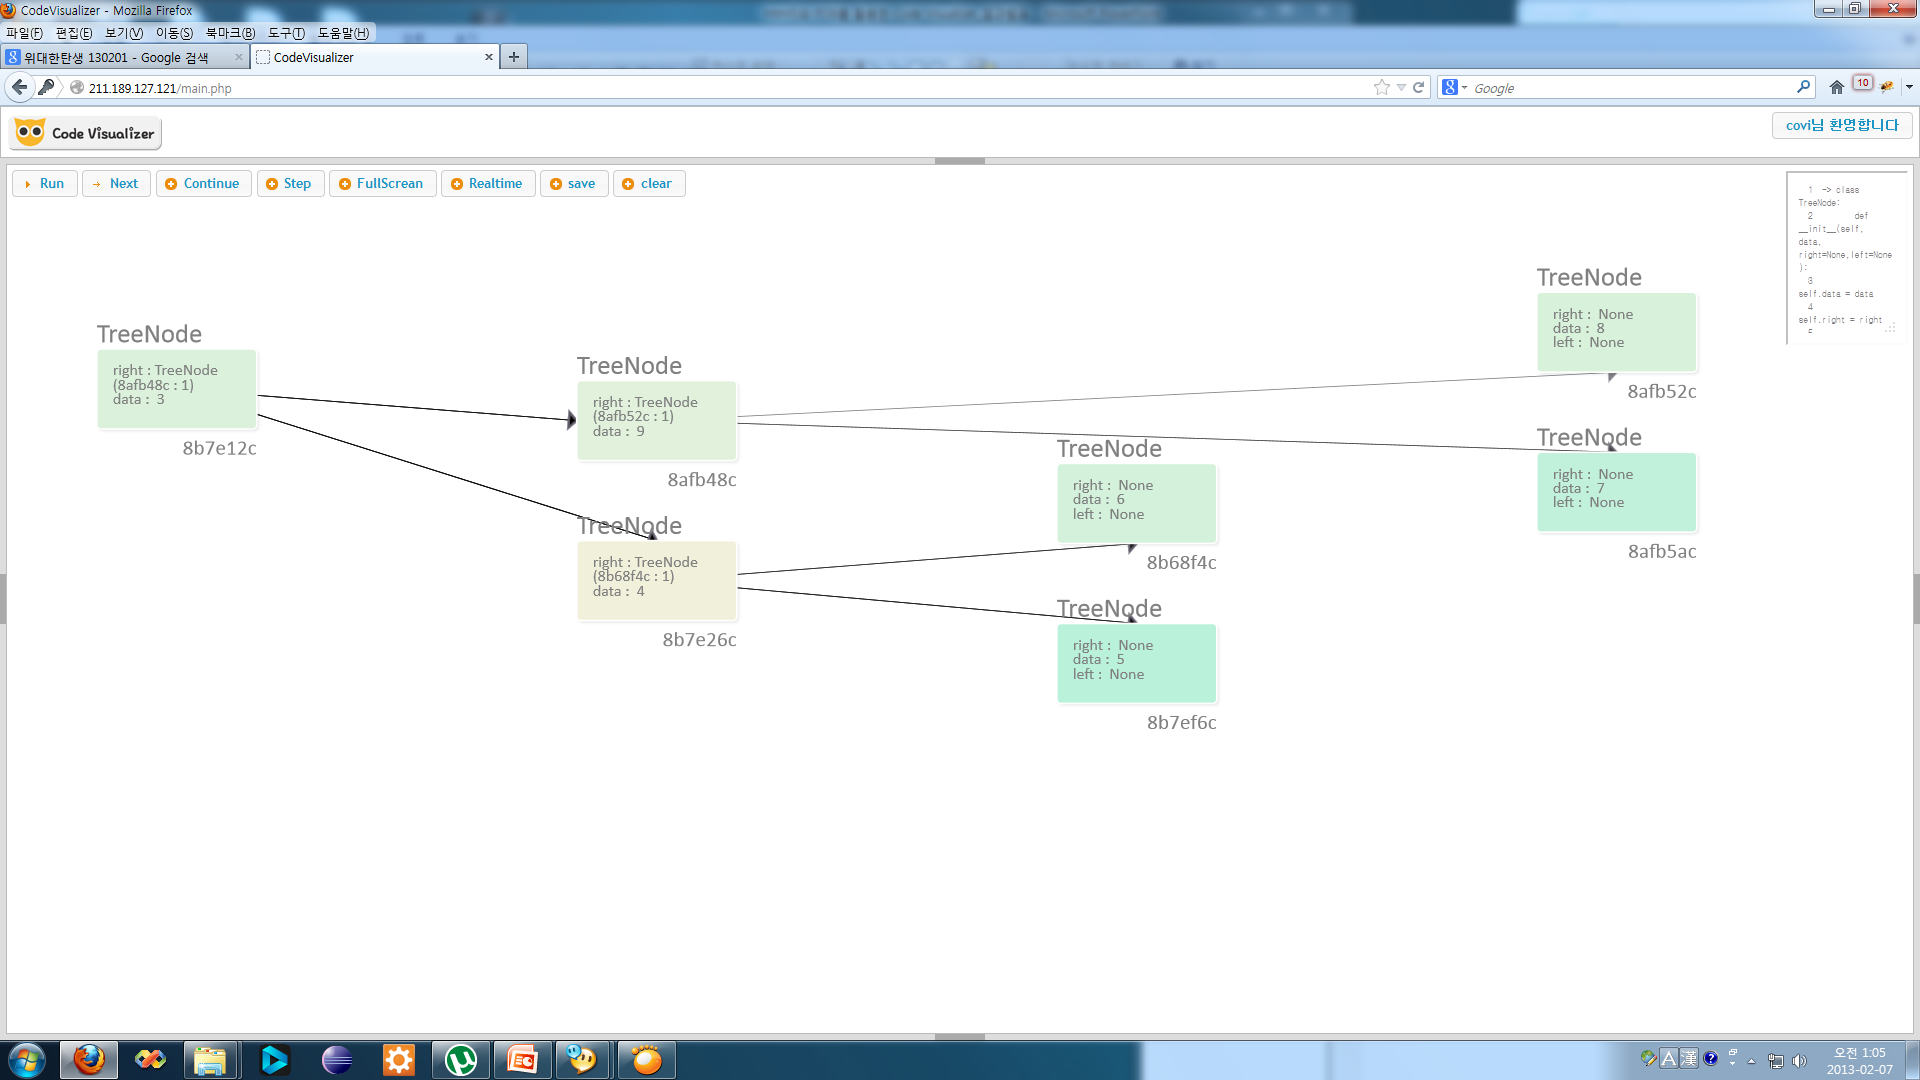 CodeVisualizer - Mozilla Firefox
파일(F) 편집(E) 보기(V) 이동(S) 북마크(B) 도구(T) 도움말(H)
위대한탄생 130201 - Google 검색
CodeVisualizer
211.189.127.121/main.php
Google
10
Code Visualizer
covi님 환영합니다
Run Next Continue Step FullScrean Realtime save clear
1 -> class
TreeNode:
2 def
__init__(self,
data,
right=None,left=None
):
3
self.data = data
4
self.right = right
5
TreeNode
right : TreeNode
(8afb48c : 1)
data : 3
8b7e12c
TreeNode
right : TreeNode
(8afb52c : 1)
data : 9
8afb48c
TreeNode
right : TreeNode
(8b68f4c : 1)
data : 4
8b7e26c
TreeNode
right : None
data : 6
left : None
8b68f4c
TreeNode
right : None
data : 5
left : None
8b7ef6c
TreeNode
right : None
data : 8
left : None
8afb52c
TreeNode
right : None
data : 7
left : None
8afb5ac
A 漢
오전 1:05
2013-02-07